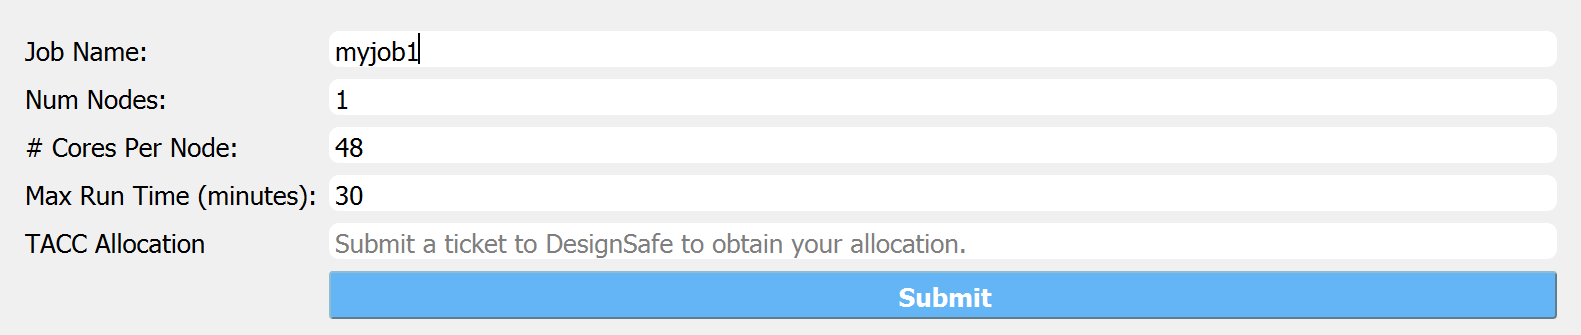 Job Name: myjob1
Num Nodes: 1
# Cores Per Node: 48
Max Run Time (minutes): 30
TACC Allocation Submit a ticket to DesignSafe to obtain your allocation.
Submit